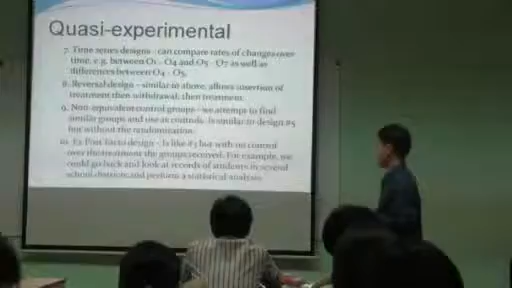 Quasi-experimental
7. Time series designs - can compare rates of changes over
time, e.g. between O1 - O4 and O5 - O7 as well as
differences between O4 - O5.
8. Reversal design - similar to above, allows insertion of
treatment then withdrawal, then treatment.
9. Non-equivalent control groups - we attempt to find
similar groups and use as controls. Is similar to design #5
but without the randomization.
10. Ex Post facto design - Is like #3 but with no control
over the treatment the groups received. For example, we
could go back and look at records of students in several
school districts and perform a statistical analysis.